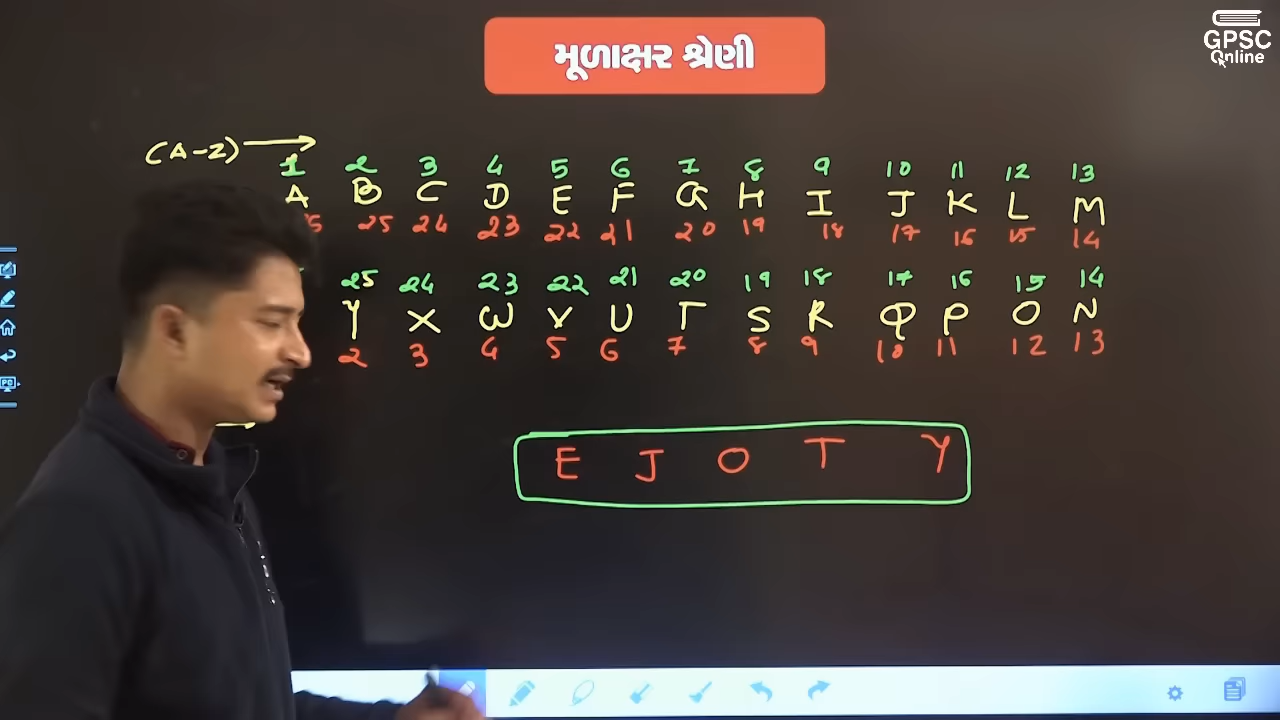 મૂળાક્ષર શ્રેણી
GPSC
Online
(A-Z)
1 2 3 4 5 6 7 8 9 10 11 12 13
A B C D E F G H I J K L M
25 24 23 22 21 20 19 18 17 16 15 14
25 24 23 22 21 20 19 18 17 16 15 14
Y X W V U T S R Q P O N
2 3 4 5 6 7 8 9 10 11 12 13
E J O T Y